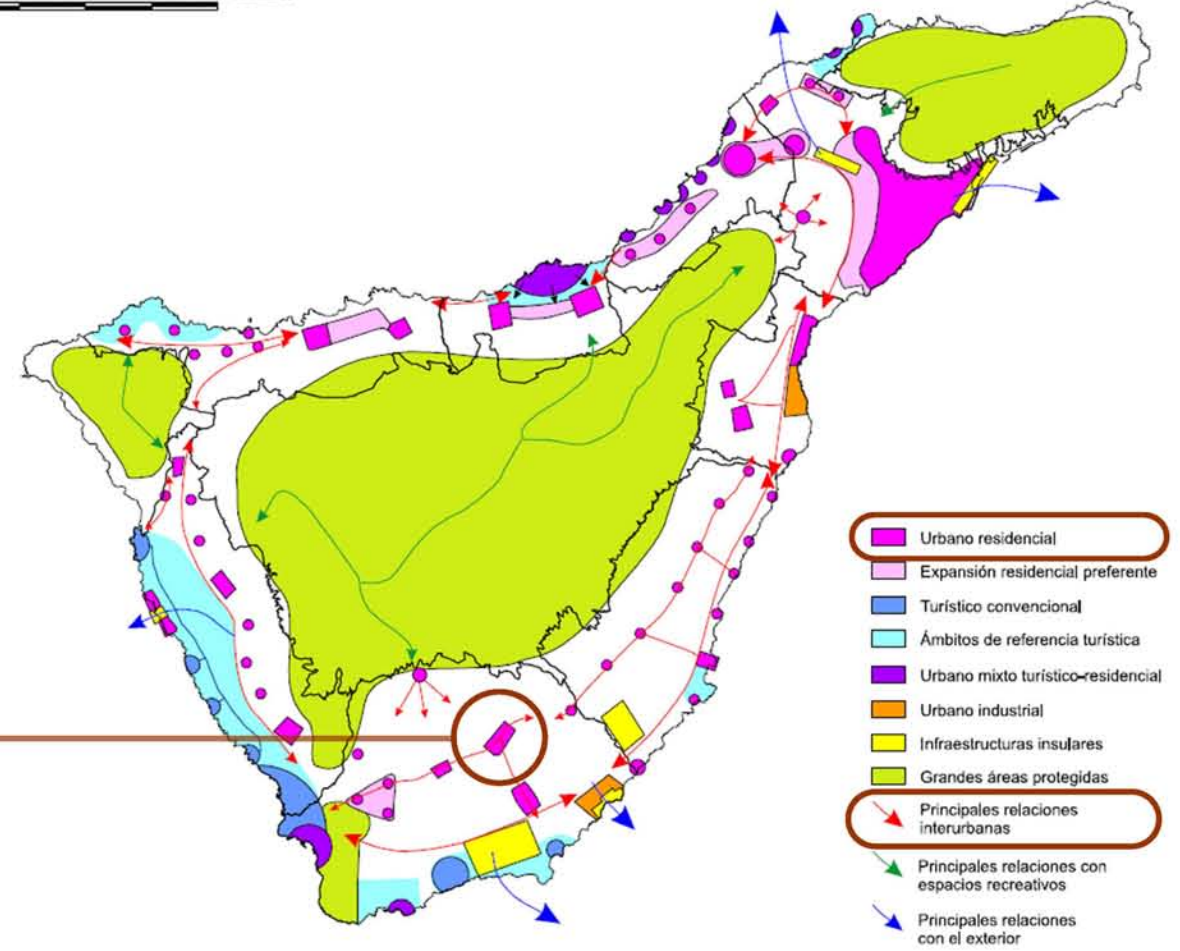 Urbano residencial
Expansión residencial preferente
Turístico convencional
Ámbitos de referencia turística
Urbano mixto turístico-residencial
Urbano industrial
Infraestructuras insulares
Grandes áreas protegidas
Principales relaciones
interurbanas
Principales relaciones con
espacios recreativos
Principales relaciones
con el exterior